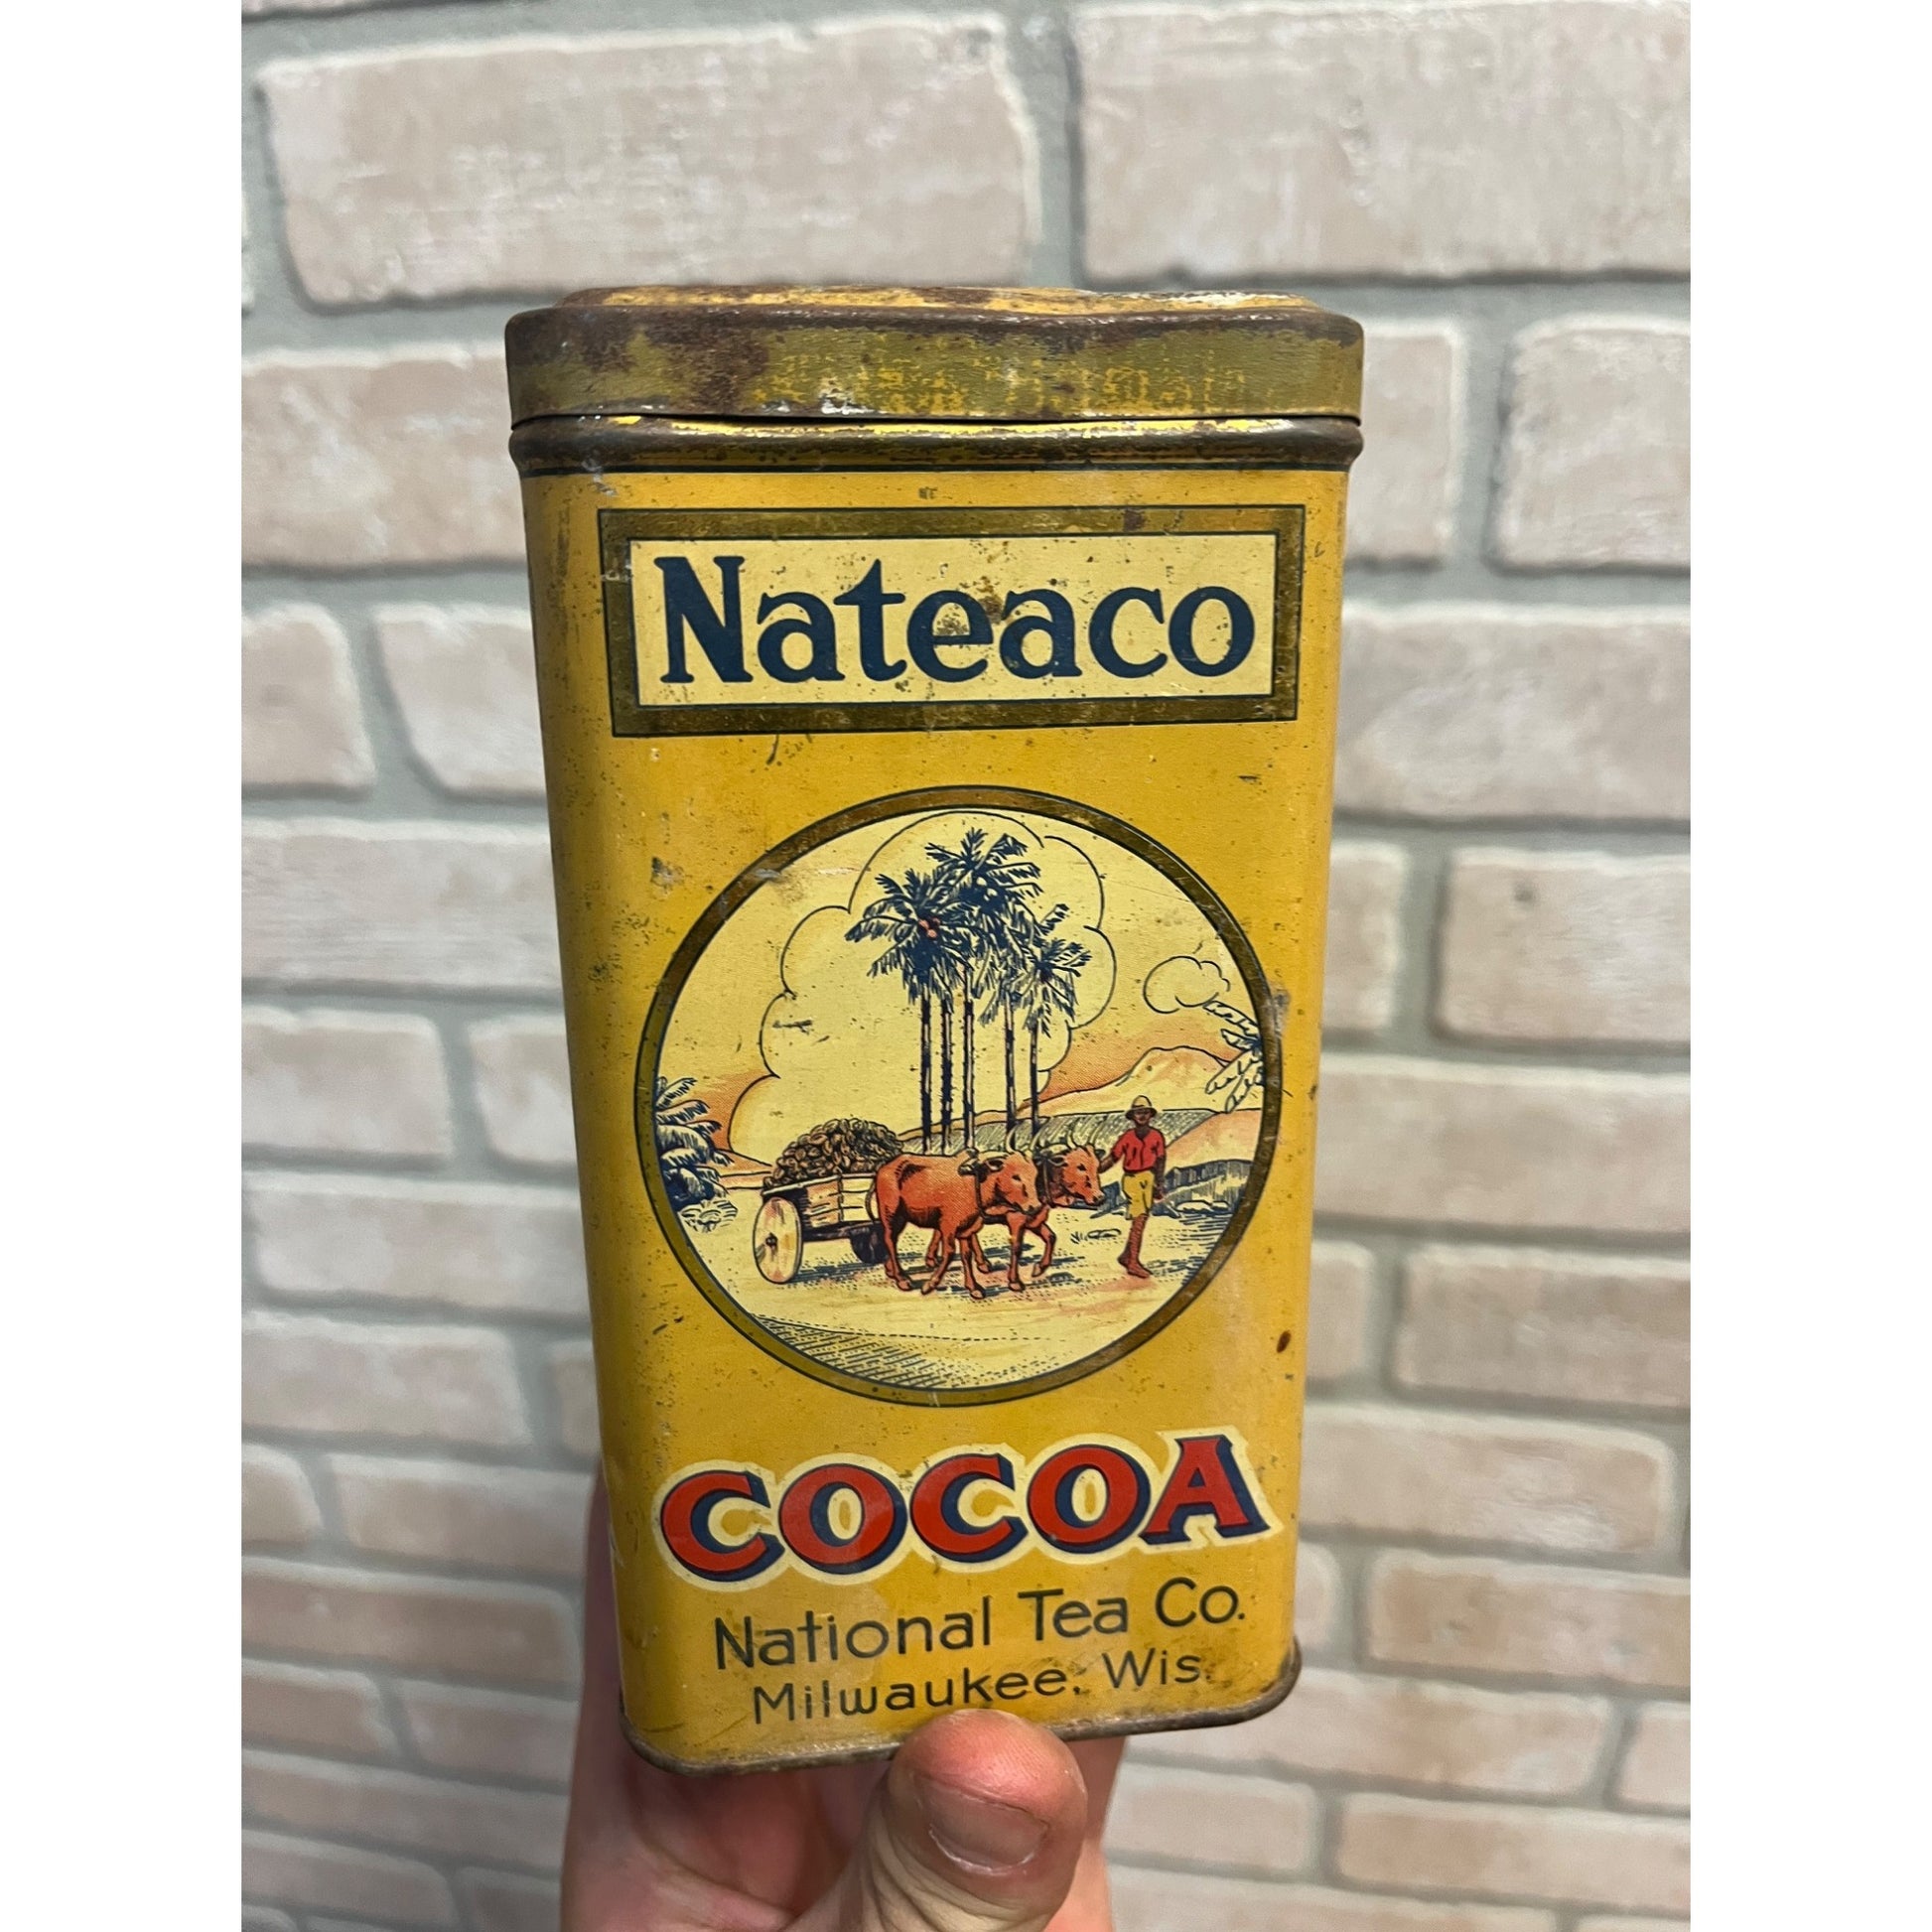 Nateaco
COCOA
National Tea Co.
Milwaukee, Wis.